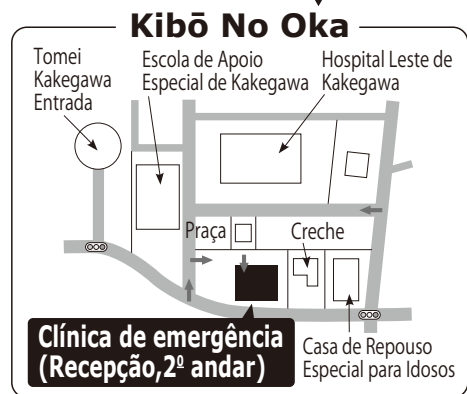 Kibō No Oka
Tomei
Kakegawa
Entrada
Escola de Apoio
Especial de Kakegawa
Hospital Leste de
Kakegawa
Praça
Creche
Clínica de emergência
(Recepção,2º andar)
Casa de Repouso
Especial para Idosos